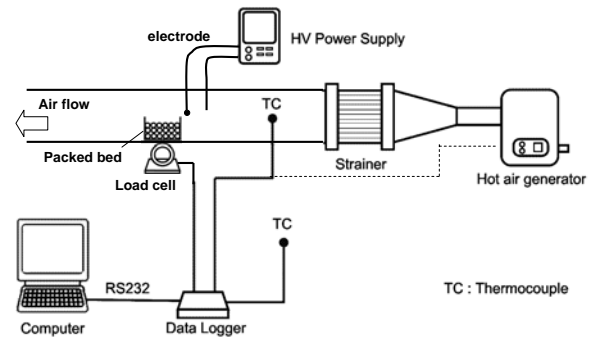 electrode
HV Power Supply
Air flow
TC
Packed bed
Strainer
Hot air generator
Load cell
TC
RS232
TC : Thermocouple
Computer
Data Logger